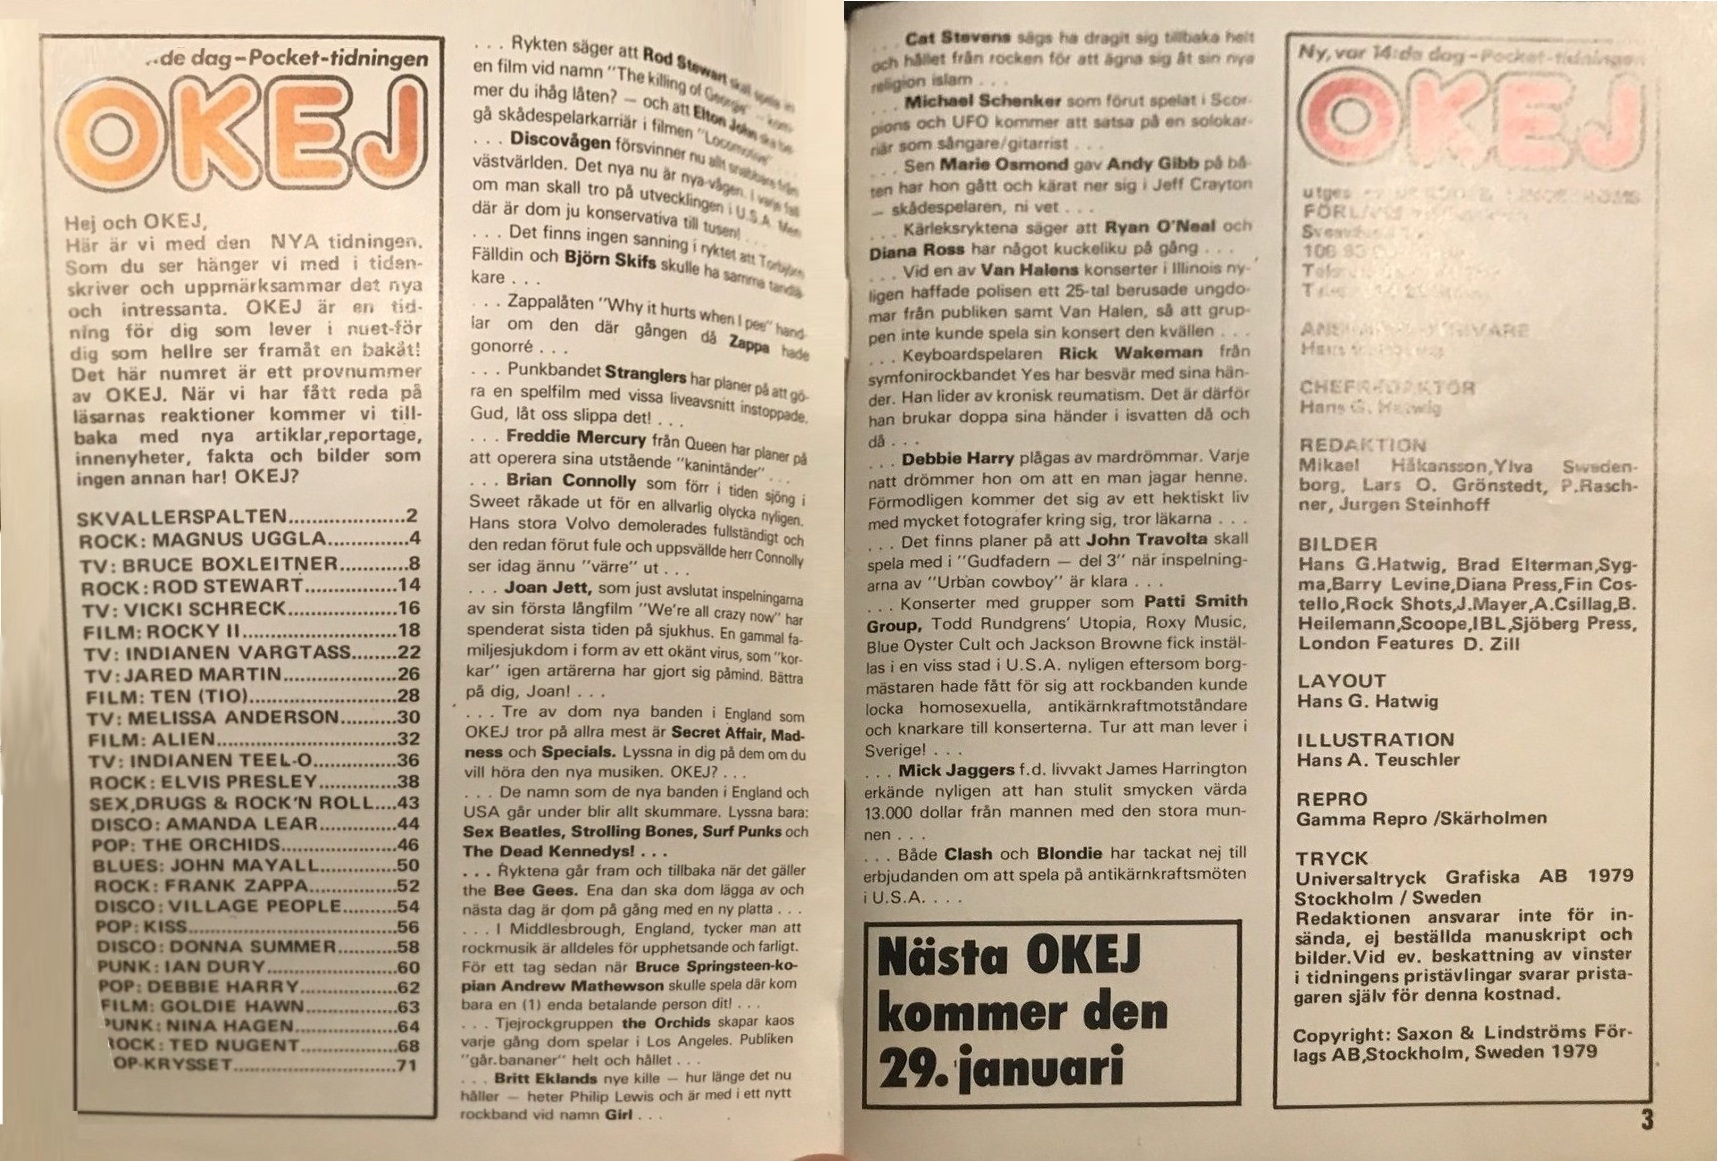 ..de dag–Pocket-tidningen
OKEJ
Hej och OKEJ,
Här är vi med den NYA tidningen.
Som du ser hänger vi med i tiden-
skriver och uppmärksammar det nya
och intressanta. OKEJ är en tid-
ning för dig som lever i nuet-för
dig som hellre ser framåt en bakåt!
Det här numret är ett provnummer
av OKEJ. När vi har fått reda på
läsarnas reaktioner kommer vi till-
baka med nya artiklar,reportage,
innenyheter, fakta och bilder som
ingen annan har! OKEJ?
SKVALLERSPALTEN...................2
ROCK: MAGNUS UGGLA.............4
TV: BRUCE BOXLEITNER...........8
ROCK: ROD STEWART...............14
TV: VICKI SCHRECK..................16
FILM: ROCKY II.........................18
TV: INDIANEN VARGTASS........22
TV: JARED MARTIN...................26
FILM: TEN (TIO)........................28
TV: MELISSA ANDERSON.........30
FILM: ALIEN..............................32
TV: INDIANEN TEEL-O..............36
ROCK: ELVIS PRESLEY.............38
SEX,DRUGS & ROCK'N ROLL....43
DISCO: AMANDA LEAR.............44
POP: THE ORCHIDS..................46
BLUES: JOHN MAYALL.............50
ROCK: FRANK ZAPPA..............52
DISCO: VILLAGE PEOPLE.........54
POP: KISS..................................56
DISCO: DONNA SUMMER.........58
PUNK: IAN DURY......................60
POP: DEBBIE HARRY................62
FILM: GOLDIE HAWN...............63
PUNK: NINA HAGEN.................64
ROCK: TED NUGENT................68
OP-KRYSSET............................71
. . . Rykten säger att Rod Stewart skall spela in
en film vid namn "The killing of George" – kom-
mer du ihåg låten? – och att Elton John ska be-
gå skådespelarkarriär i filmen "Locomotive"
. . . Discovågen försvinner nu allt snabbare från
västvärlden. Det nya nu är nya-vågen. I varje fall
om man skall tro på utvecklingen i U.S.A. Men
där är dom ju konservativa till tusen!
. . . Det finns ingen sanning i ryktet att Torbjörn
Fälldin och Björn Skifs skulle ha samma tandlä-
kare . . .
. . . Zappalåten "Why it hurts when I pee" hand-
lar om den där gången då Zappa hade
gonorré . . .
. . . Punkbandet Stranglers har planer på att gö-
ra en spelfilm med vissa liveavsnitt instoppade.
Gud, låt oss slippa det! . . .
. . . Freddie Mercury från Queen har planer på
att operera sina utstående "kanintänder" . . .
. . . Brian Connolly som förr i tiden sjöng i
Sweet råkade ut för en allvarlig olycka nyligen.
Hans stora Volvo demolerades fullständigt och
den redan förut fule och uppsvällde herr Connolly
ser idag ännu "värre" ut . . .
. . . Joan Jett, som just avslutat inspelningarna
av sin första långfilm "We're all crazy now" har
spenderat sista tiden på sjukhus. En gammal fa-
miljesjukdom i form av ett okänt virus, som "kor-
kar" igen artärerna har gjort sig påmind. Bättra
på dig, Joan! . . .
. . . Tre av dom nya banden i England som
OKEJ tror på allra mest är Secret Affair, Mad-
ness och Specials. Lyssna in dig på dem om du
vill höra den nya musiken. OKEJ? . . .
. . . De namn som de nya banden i England och
USA går under blir allt skummare. Lyssna bara:
Sex Beatles, Strolling Bones, Surf Punks och
The Dead Kennedys! . . .
. . . Ryktena går fram och tillbaka när det gäller
the Bee Gees. Ena dan ska dom lägga av och
nästa dag är dom på gång med en ny platta . . .
. . . I Middlesbrough, England, tycker man att
rockmusik är alldeles för upphetsande och farligt.
För ett tag sedan när Bruce Springsteen-ko-
pian Andrew Mathewson skulle spela där kom
bara en (1) enda betalande person dit! . . .
. . . Tjejrockgruppen the Orchids skapar kaos
varje gång dom spelar i Los Angeles. Publiken
"går.bananer" helt och hållet . . .
. . . Britt Eklands nye kille – hur länge det nu
håller – heter Philip Lewis och är med i ett nytt
rockband vid namn Girl . . .
. . . Cat Stevens sägs ha dragit sig tillbaka helt
och hållet från rocken för att ägna sig åt sin nya
religion islam . . .
. . . Michael Schenker som förut spelat i Scor-
pions och UFO kommer att satsa på en solokar-
riär som sångare/gitarrist . . .
. . . Sen Marie Osmond gav Andy Gibb på bå-
ten har hon gått och kärat ner sig i Jeff Crayton
– skådespelaren, ni vet . . .
. . . Kärleksryktena säger att Ryan O'Neal och
Diana Ross har något kuckeliku på gång . . .
. . . Vid en av Van Halens konserter i Illinois ny-
ligen haffade polisen ett 25-tal berusade ungdo-
mar från publiken samt Van Halen, så att grup-
pen inte kunde spela sin konsert den kvällen . . .
. . . Keyboardspelaren Rick Wakeman från
symfonirockbandet Yes har besvär med sina hän-
der. Han lider av kronisk reumatism. Det är därför
han brukar doppa sina händer i isvatten då och
då . . .
. . . Debbie Harry plågas av mardrömmar. Varje
natt drömmer hon om att en man jagar henne.
Förmodligen kommer det sig av ett hektiskt liv
med mycket fotografer kring sig, tror läkarna . . .
. . . Det finns planer på att John Travolta skall
spela med i "Gudfadern – del 3" när inspelning-
arna av "Urban cowboy" är klara . . .
. . . Konserter med grupper som Patti Smith
Group, Todd Rundgrens' Utopia, Roxy Music,
Blue Oyster Cult och Jackson Browne fick instäl-
las i en viss stad i U.S.A. nyligen eftersom borg-
mästaren hade fått för sig att rockbanden kunde
locka homosexuella, antikärnkraftmotståndare
och knarkare till konserterna. Tur att man lever i
Sverige! . . .
. . . Mick Jaggers f.d. livvakt James Harrington
erkände nyligen att han stulit smycken värda
13.000 dollar från mannen med den stora mun-
nen . . .
. . . Både Clash och Blondie har tackat nej till
erbjudanden om att spela på antikärnkraftsmöten
i U.S.A. . . .
Nästa OKEJ
kommer den
29. januari
Ny, var 14:de dag–Pocket-tidningen
OKEJ
utges
FÖRLAGS
106 83
ANSVARIG UTGIVARE
Hans
CHEFREDAKTÖR
Hans G. Hatwig
REDAKTION
Mikael Håkansson,Ylva Sweden-
borg, Lars O. Grönstedt, P.Rasch-
ner, Jurgen Steinhoff
BILDER
Hans G.Hatwig, Brad Elterman,Syg-
ma,Barry Levine,Diana Press,Fin Cos-
tello,Rock Shots,J.Mayer,A.Csillag,B.
Heilemann,Scoope,IBL,Sjöberg Press,
London Features D. Zill
LAYOUT
Hans G. Hatwig
ILLUSTRATION
Hans A. Teuschler
REPRO
Gamma Repro /Skärholmen
TRYCK
Universaltryck Grafiska AB 1979
Stockholm / Sweden
Redaktionen ansvarar inte för in-
sända, ej beställda manuskript och
bilder.Vid ev. beskattning av vinster
i tidningens pristävlingar svarar prista-
garen själv för denna kostnad.
Copyright: Saxon & Lindströms För-
lags AB,Stockholm, Sweden 1979
3